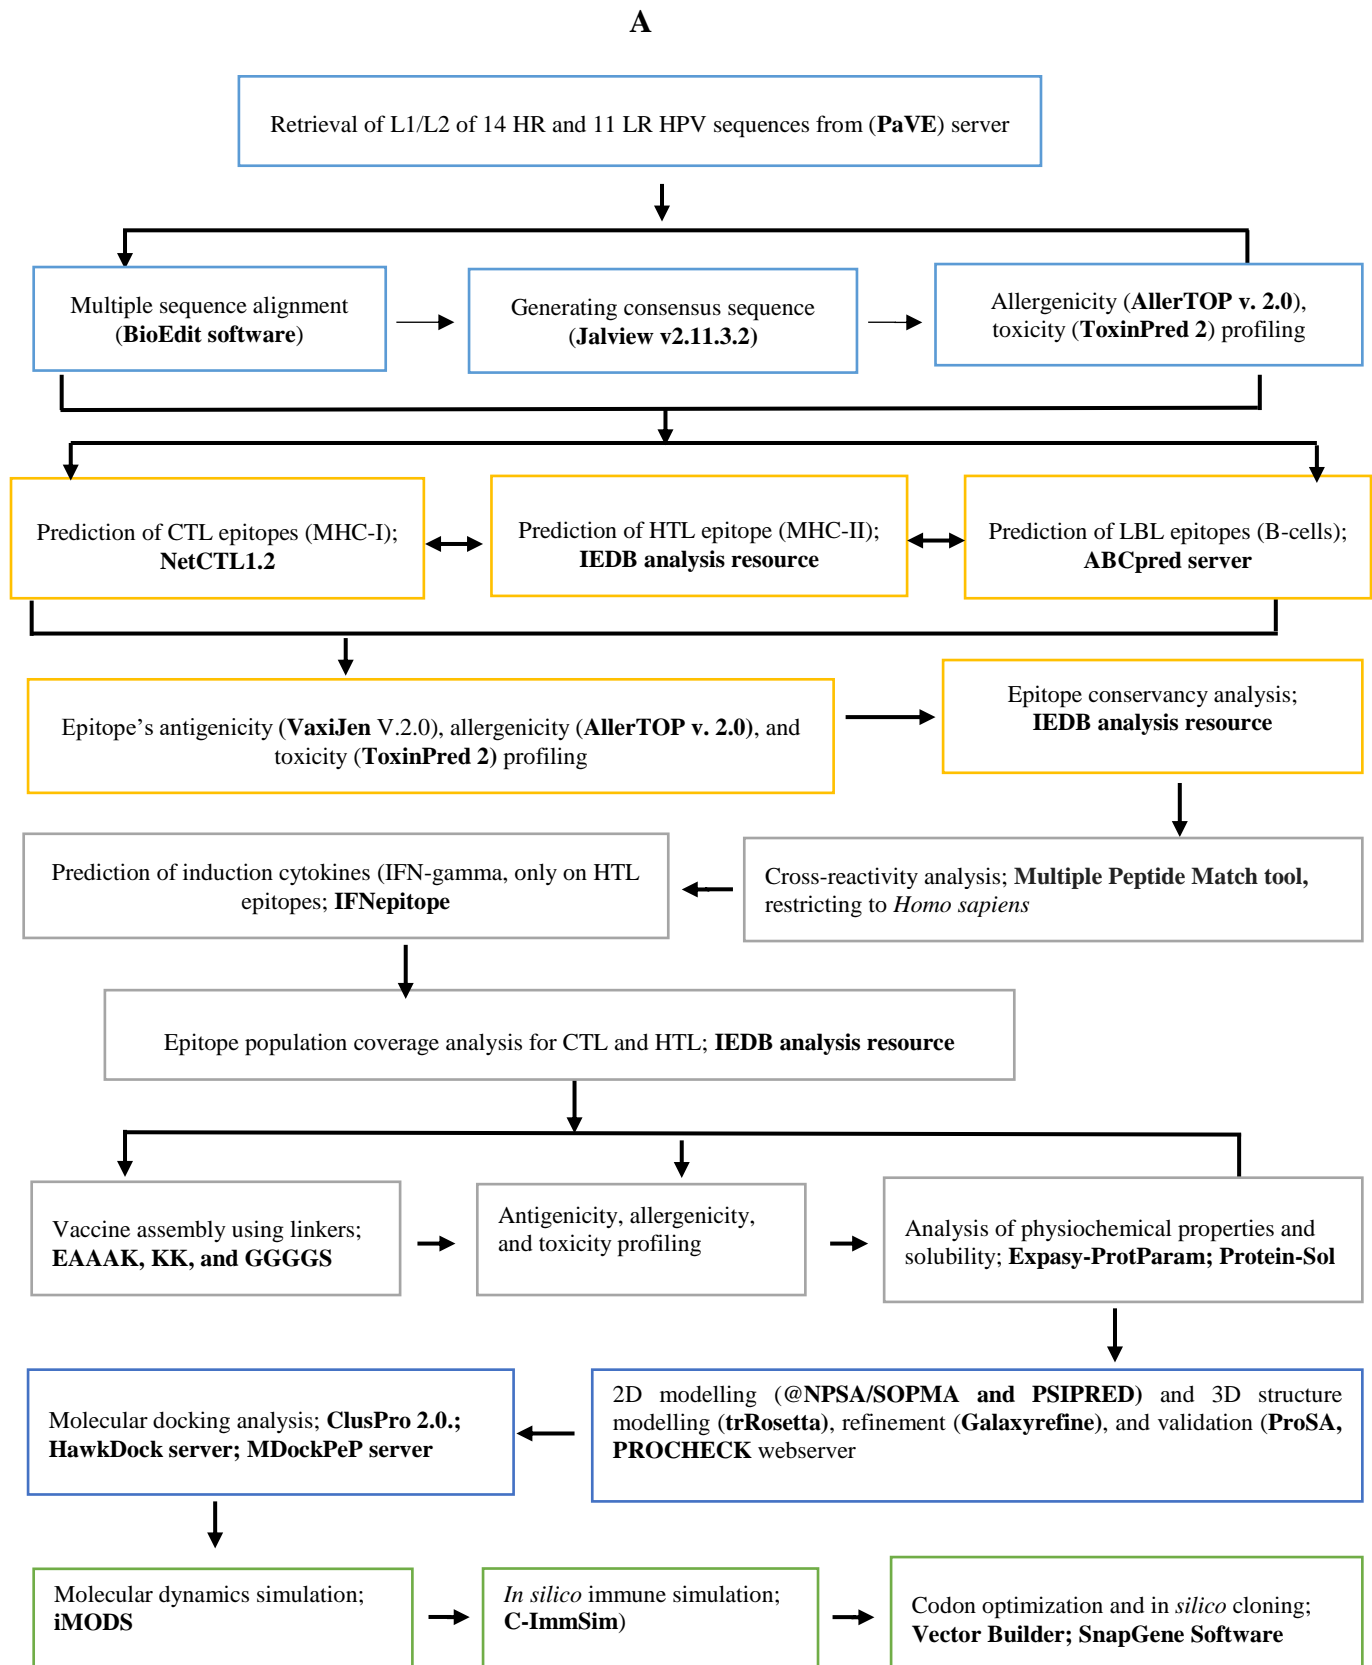 A
Retrieval of L1/L2 of 14 HR and 11 LR HPV sequences from (PaVE) server
Multiple sequence alignment
(BioEdit software)
Generating consensus sequence
(Jalview v2.11.3.2)
Allergenicity (AllerTOP v. 2.0),
toxicity (ToxinPred 2) profiling
Prediction of CTL epitopes (MHC-I);
NetCTL1.2
Prediction of HTL epitope (MHC-II);
IEDB analysis resource
Prediction of LBL epitopes (B-cells);
ABCpred server
Epitope’s antigenicity (VaxiJen V.2.0), allergenicity (AllerTOP v. 2.0), and
toxicity (ToxinPred 2) profiling
Epitope conservancy analysis;
IEDB analysis resource
Prediction of induction cytokines (IFN-gamma, only on HTL
epitopes; IFNepitope
Cross-reactivity analysis; Multiple Peptide Match tool,
restricting to Homo sapiens
Epitope population coverage analysis for CTL and HTL; IEDB analysis resource
Vaccine assembly using linkers;
EAAAK, KK, and GGGGS
Antigenicity, allergenicity,
and toxicity profiling
Analysis of physiochemical properties and
solubility; Expasy-ProtParam; Protein-Sol
Molecular docking analysis; ClusPro 2.0.;
HawkDock server; MDockPeP server
2D modelling (@NPSA/SOPMA and PSIPRED) and 3D structure
modelling (trRosetta), refinement (Galaxyrefine), and validation (ProSA,
PROCHECK webserver
Molecular dynamics simulation;
iMODS
In silico immune simulation;
C-ImmSim)
Codon optimization and in silico cloning;
Vector Builder; SnapGene Software